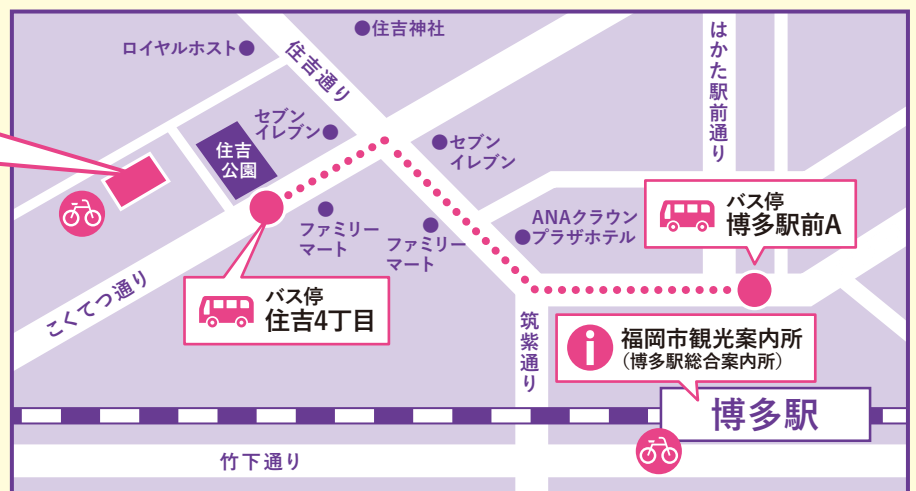 住吉神社
ロイヤルホスト
住吉通り
はかた駅前通り
セブン
イレブン
住吉
公園
セブン
イレブン
ファミリー
マート
ファミリー
マート
ANAクラウン
プラザホテル
バス停
博多駅前A
こくてつ通り
バス停
住吉4丁目
筑紫通り
i
福岡市観光案内所
（博多駅総合案内所）
博多駅
竹下通り